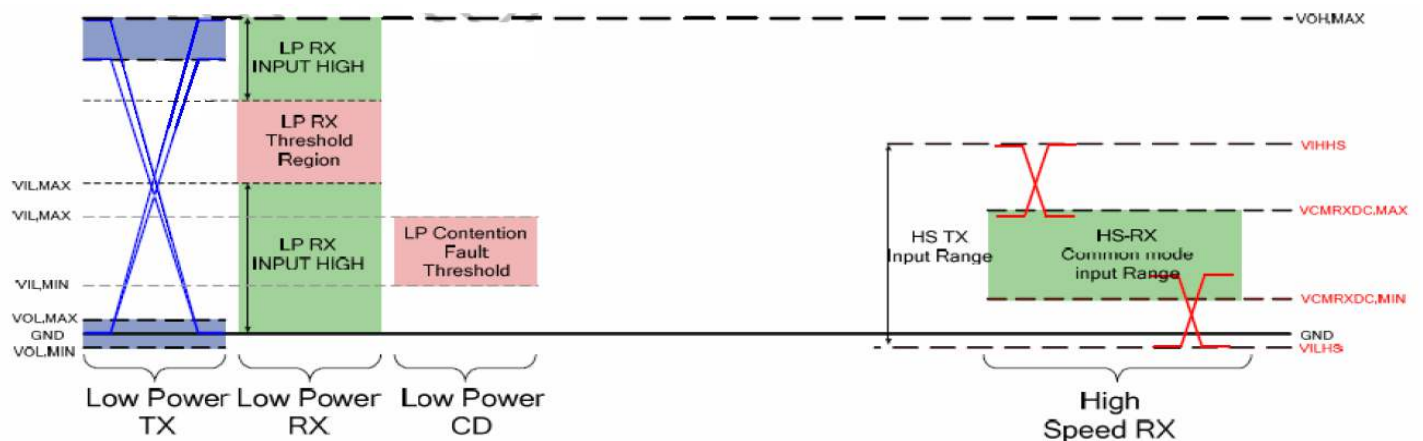 VOH,MAX
LP RX
INPUT HIGH
LP RX
Threshold
Region
VIHHS
VIL,MAX
VIL,MAX
VCMRXDC,MAX
LP RX
INPUT HIGH
LP Contention
Fault
Threshold
HS TX
Input Range
HS-RX
Common mode
input Range
VIL,MIN
VCMRXDC,MIN
VOL,MAX
GND
GND
VOL,MIN
VILHS
Low Power
TX
Low Power
RX
Low Power
CD
High
Speed RX